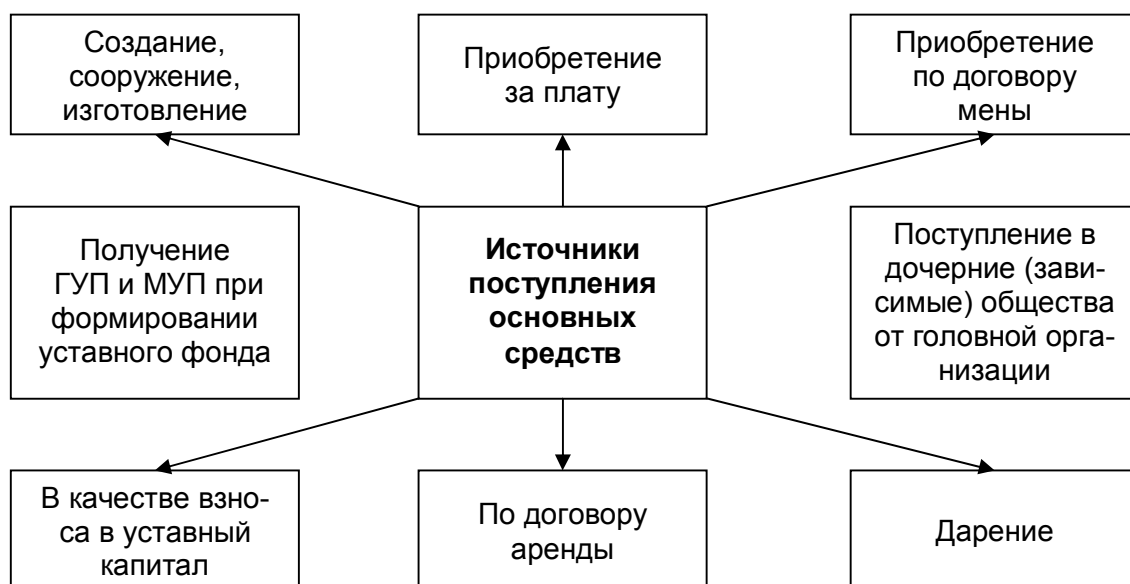 Создание,
сооружение,
изготовление
Приобретение
за плату
Приобретение
по договору
мены
Получение
ГУП и МУП при
формировании
уставного фонда
Источники
поступления
основных
средств
Поступление в
дочерние (зави-
симые) общества
от головной орга-
низации
В качестве взно-
са в уставный
капитал
По договору
аренды
Дарение